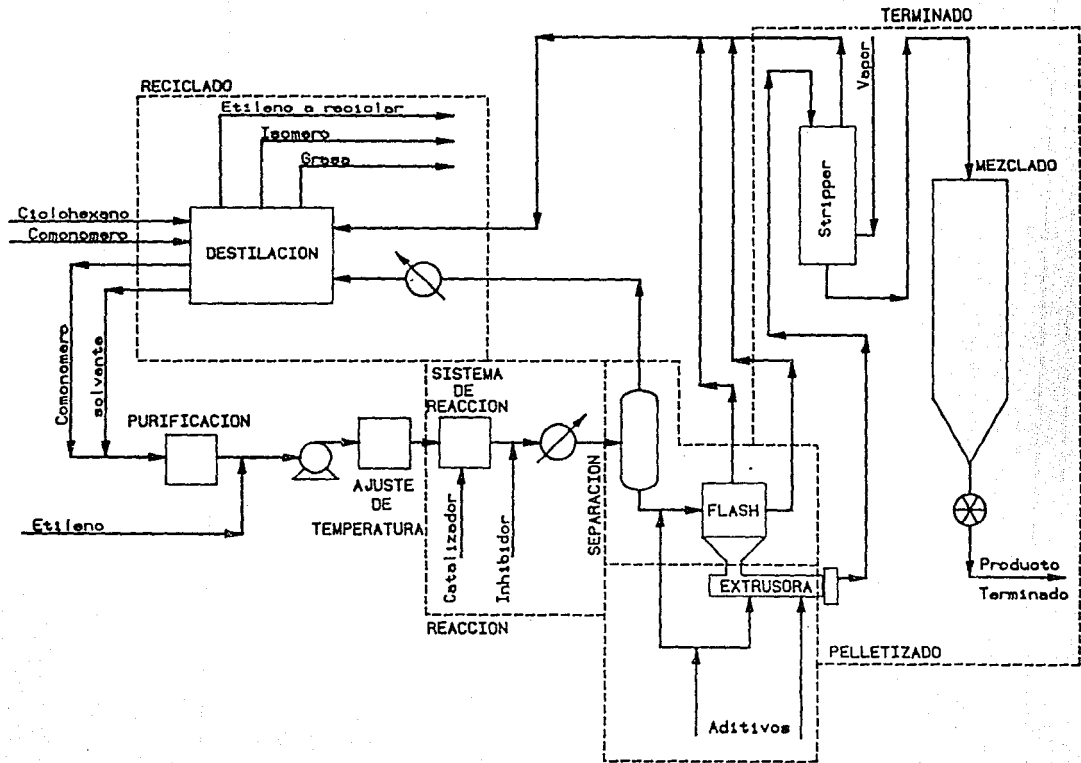 TERMINADO
RECICLADO
Etileno a reciclar
Isomero
Grasa
Vapor
Stripper
MEZCLADO
Ciclohexano
Comonomero
DESTILACION
Comonomero
solvente
PURIFICACION
SISTEMA
DE
REACCION
AJUSTE
DE
TEMPERATURA
Etileno
Catalizador
Inhibidor
SEPARACION
FLASH
EXTRUSORA
Producto
Terminado
REACCION
PELLETIZADO
Aditivos